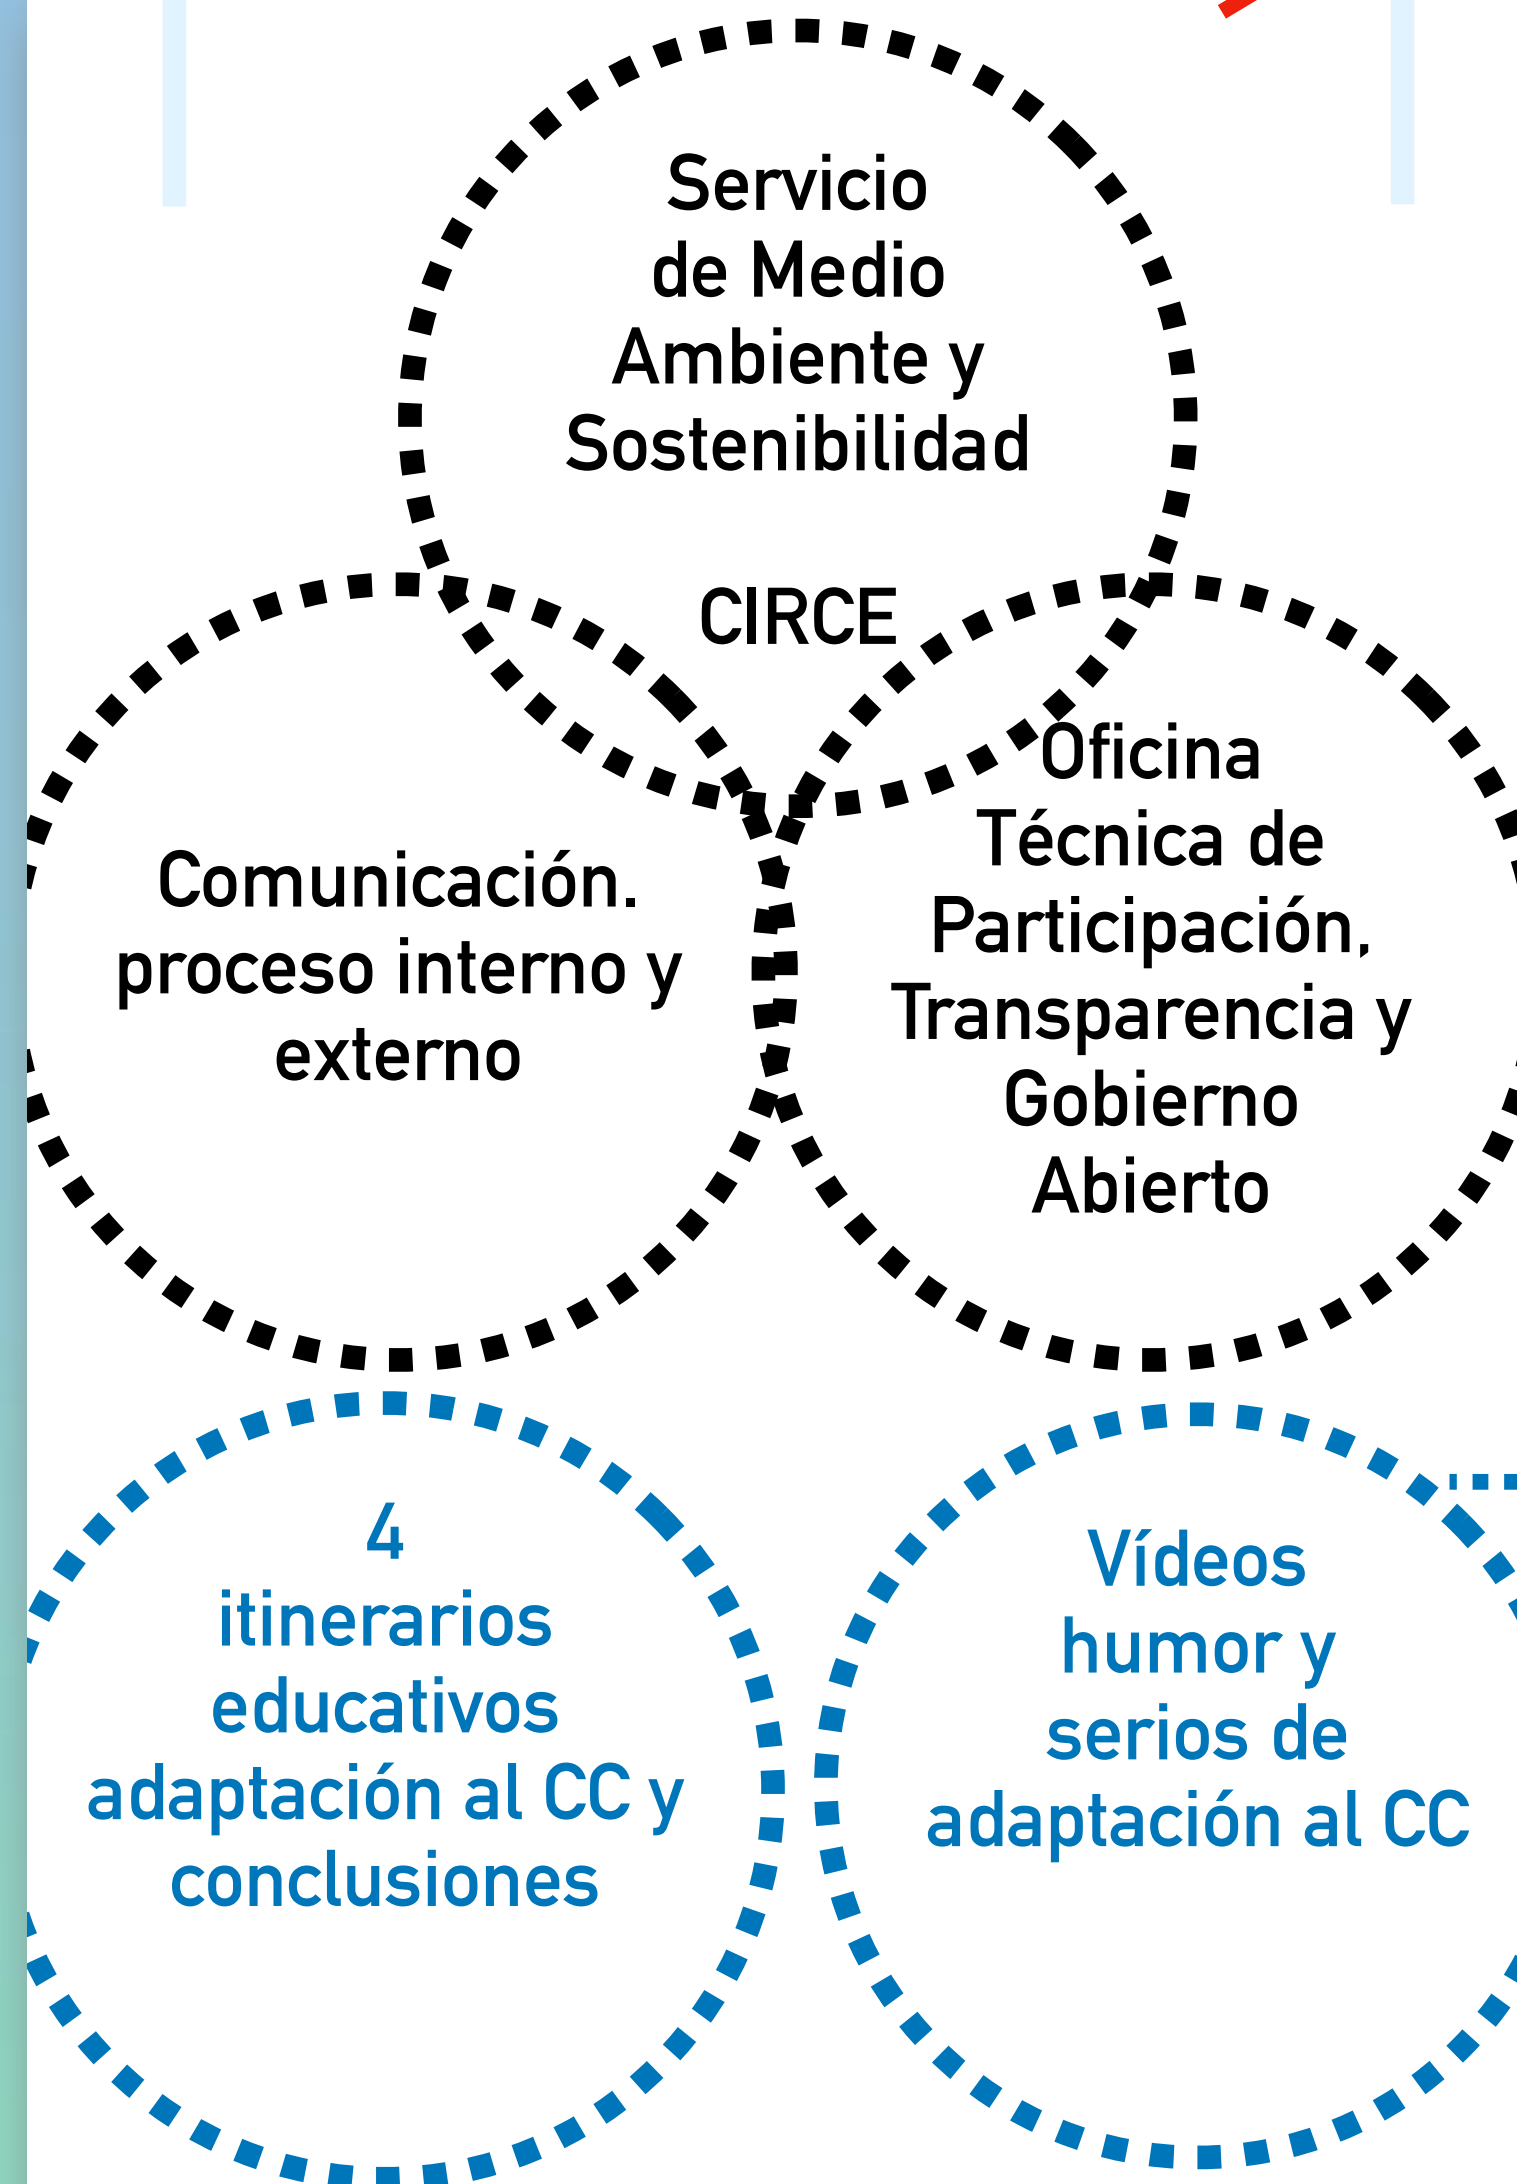 Servicio
de Medio
Ambiente y
Sostenibilidad
CIRCE
Comunicación.
proceso interno y
externo
Oficina
Técnica de
Participación,
Transparencia y
Gobierno
Abierto
4
itinerarios
educativos
adaptación al CC y
conclusiones
Vídeos
humor y
serios de
adaptación al CC